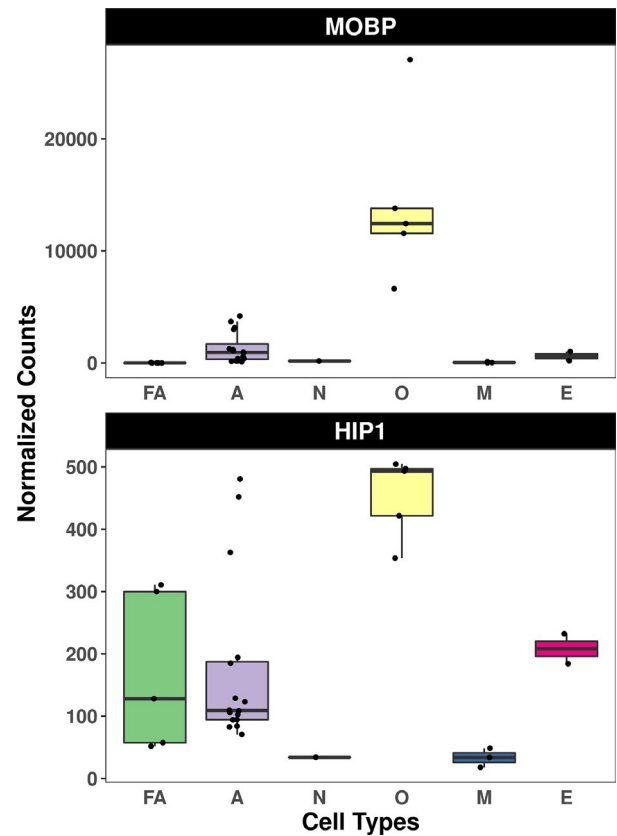 MOBP
20000
10000
0
FA A N O M E
Normalized Counts
HIP1
500
400
300
200
100
0
FA A N O M E
Cell Types